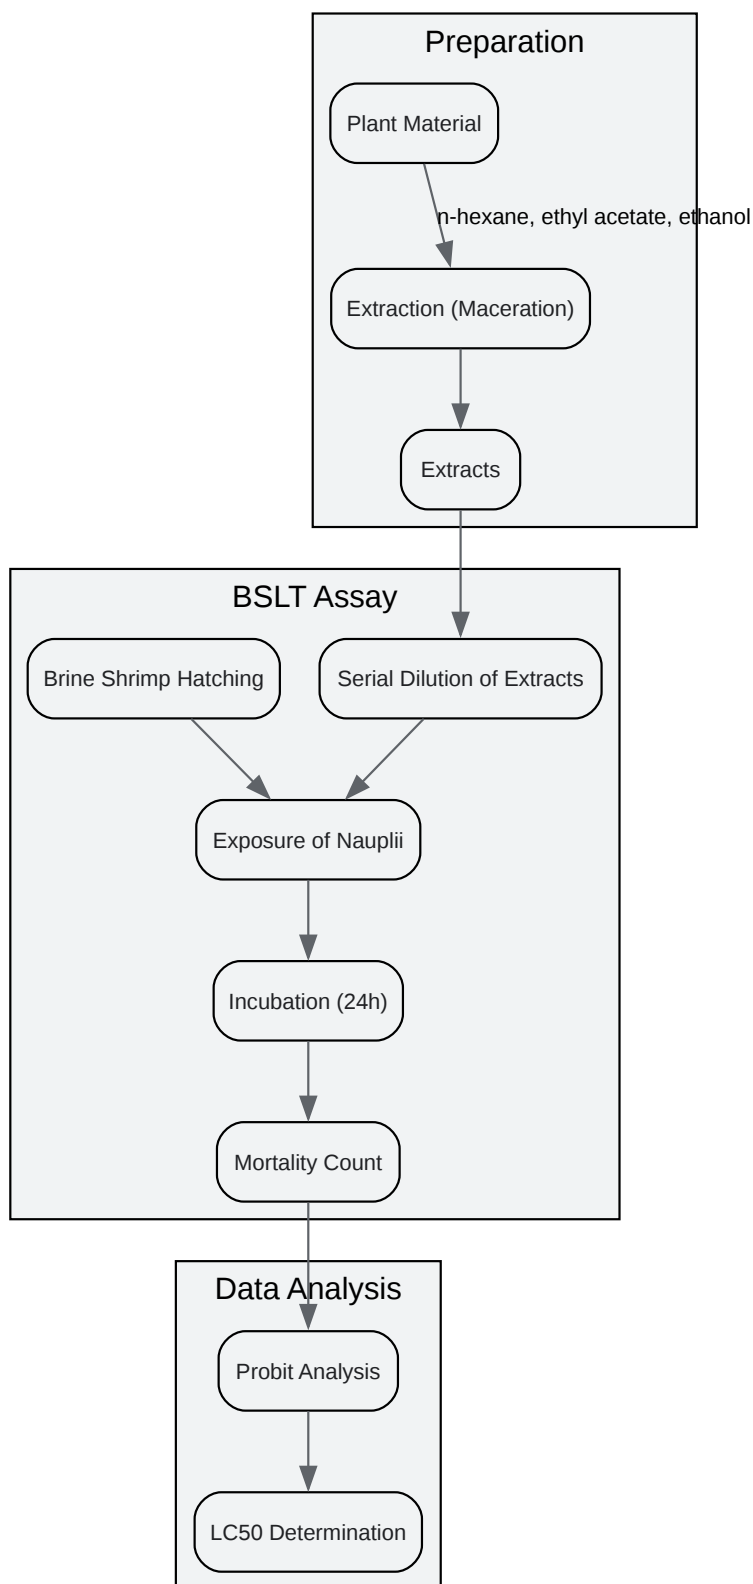 Preparation
Plant Material
n-hexane, ethyl acetate, ethanol
Extraction (Maceration)
Extracts
BSLT Assay
Brine Shrimp Hatching
Serial Dilution of Extracts
Exposure of Nauplii
Incubation (24h)
Mortality Count
Data Analysis
Probit Analysis
LC50 Determination